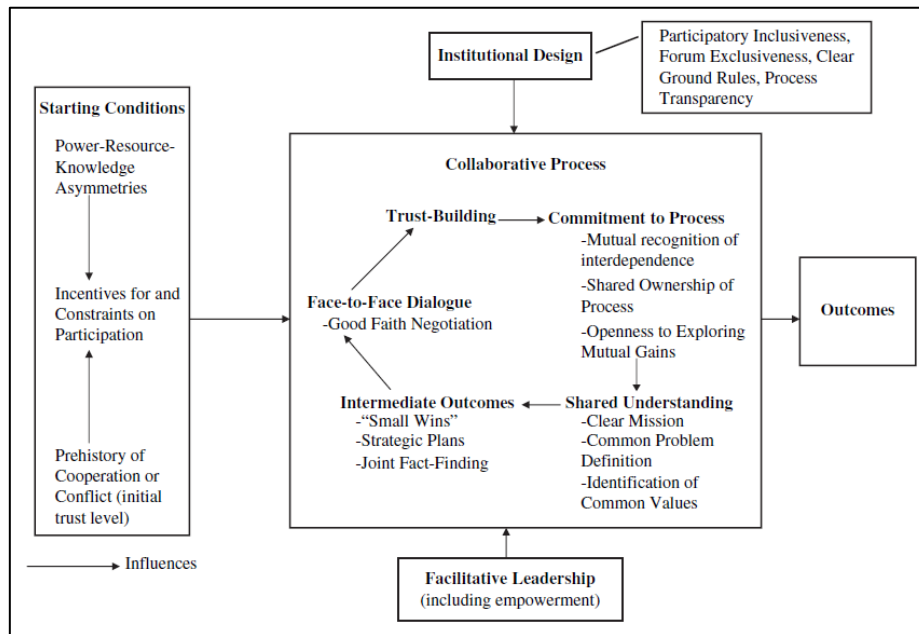 Institutional Design
Participatory Inclusiveness,
Forum Exclusiveness, Clear
Ground Rules, Process
Transparency
Starting Conditions
Power-Resource-
Knowledge
Asymmetries
Incentives for and
Constraints on
Participation
Prehistory of
Cooperation or
Conflict (initial
trust level)
Influences
Collaborative Process
Trust-Building
Commitment to Process
-Mutual recognition of
interdependence
-Shared Ownership of
Process
-Openness to Exploring
Mutual Gains
Face-to-Face Dialogue
-Good Faith Negotiation
Intermediate Outcomes
-“Small Wins”
-Strategic Plans
-Joint Fact-Finding
Shared Understanding
-Clear Mission
-Common Problem
Definition
-Identification of
Common Values
Outcomes
Facilitative Leadership
(including empowerment)